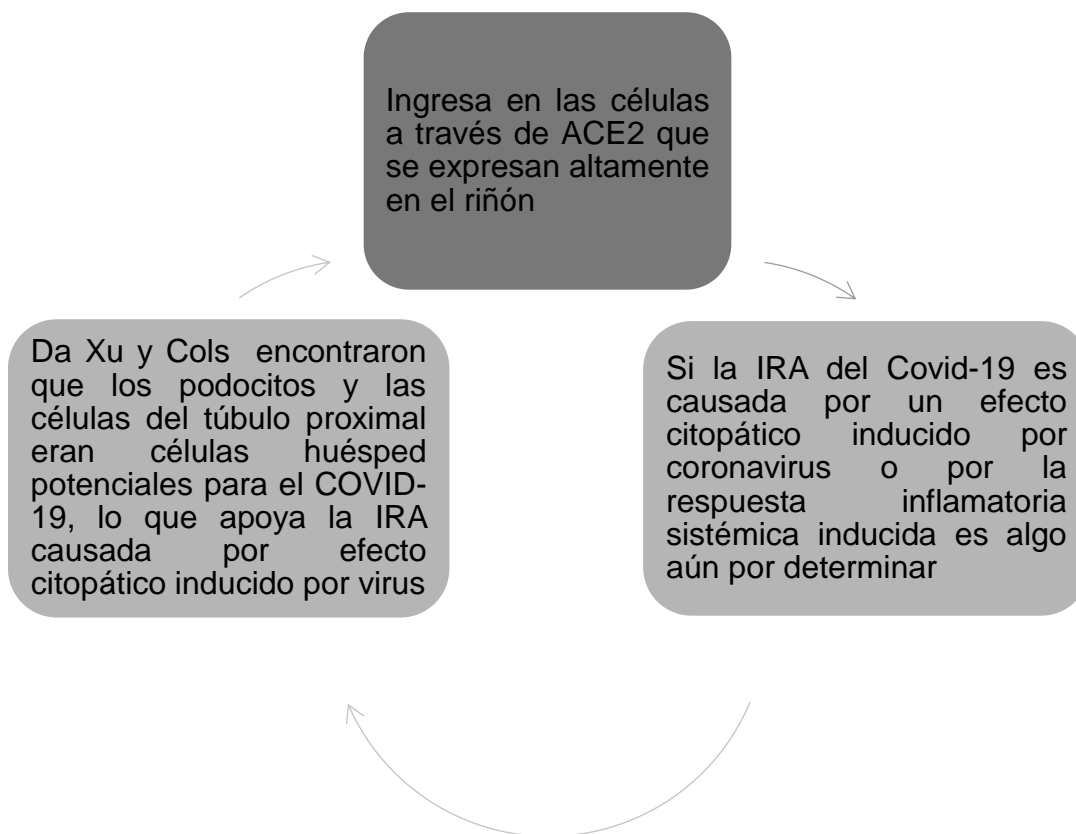 Ingresa en las células
a través de ACE2 que
se expresan altamente
en el riñón
Si la IRA del Covid-19 es
causada por un efecto
citopático inducido por
coronavirus o por la
respuesta inflamatoria
sistémica inducida es algo
aún por determinar
Da Xu y Cols encontraron
que los podocitos y las
células del túbulo proximal
eran células huésped
potenciales para el COVID-
19, lo que apoya la IRA
causada por efecto
citopático inducido por virus